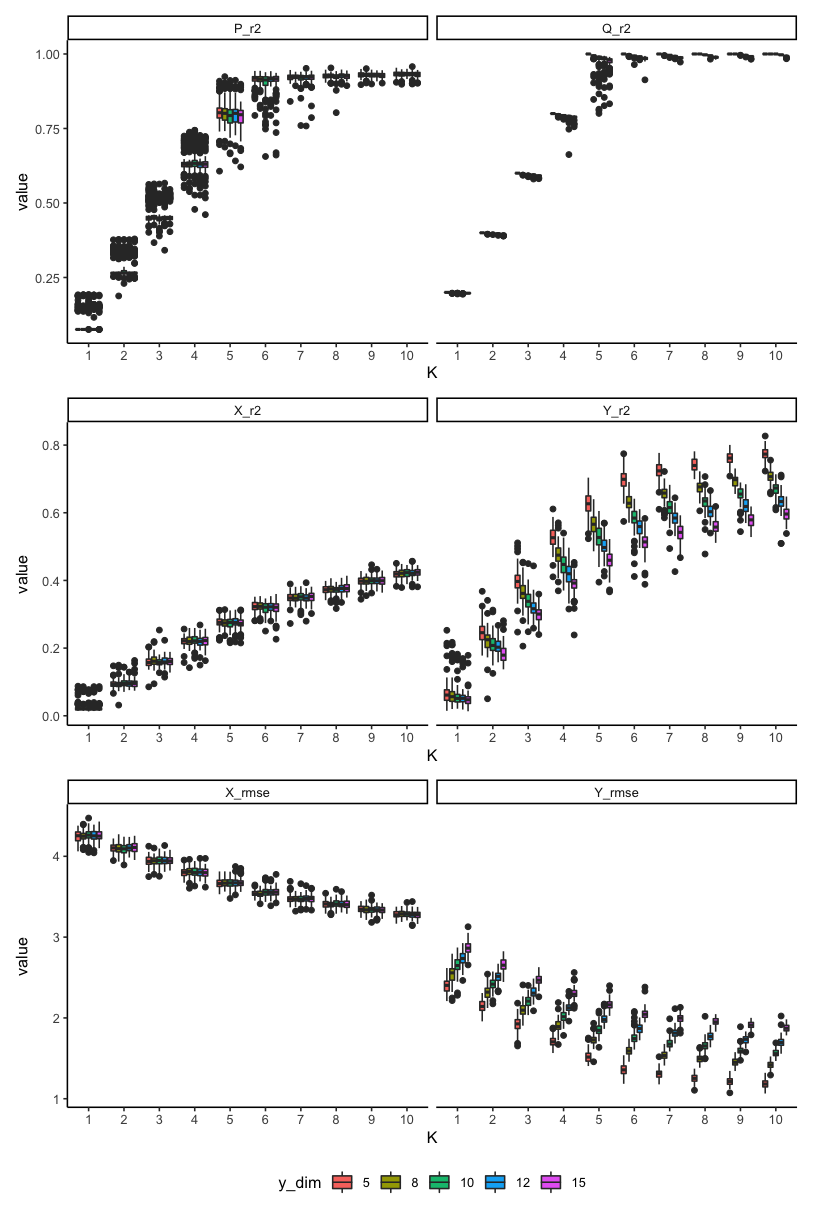 P_r2 Q_r2
1.00
0.75
0.50
0.25
value
1 2 3 4 5 6 7 8 9 10 1 2 3 4 5 6 7 8 9 10
K
X_r2 Y_r2
0.8
0.6
0.4
0.2
0.0
value
1 2 3 4 5 6 7 8 9 10 1 2 3 4 5 6 7 8 9 10
K
X_rmse Y_rmse
4
3
2
1
value
1 2 3 4 5 6 7 8 9 10 1 2 3 4 5 6 7 8 9 10
K
y_dim 5 8 10 12 15